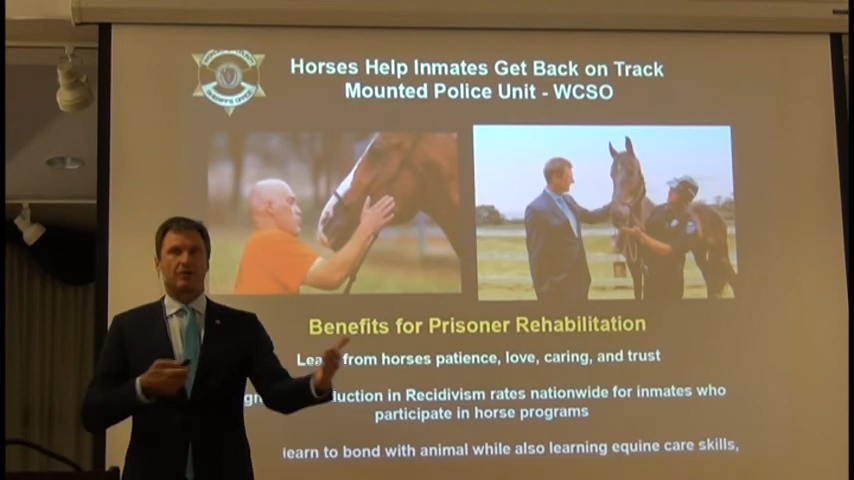 Horses Help Inmates Get Back on Track
Mounted Police Unit - WCSO
SHERIFF'S OFFICE
Benefits for Prisoner Rehabilitation
from horses patience, love, caring, and trust
in Recidivism rates nationwide for inmates who
participate in horse programs
learn to bond with animal while also learning equine care skills,